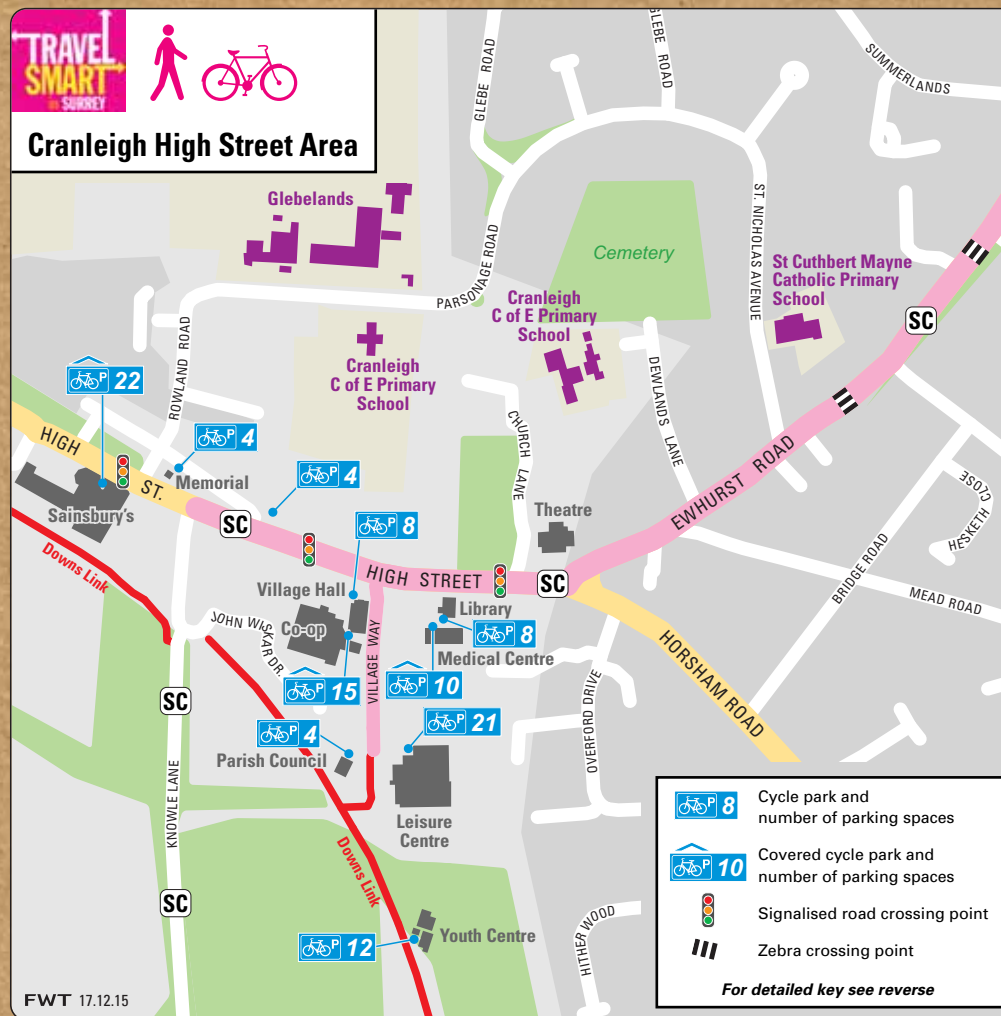 TRAVEL
SMART
in SURREY
Cranleigh High Street Area
GLEBE ROAD
GLEBE ROAD
SUMMERLANDS
Glebelands
PARSONAGE ROAD
Cemetery
ST. NICHOLAS AVENUE
St Cuthbert Mayne
Catholic Primary
School
SC
Cranleigh
C of E Primary
School
Cranleigh
C of E Primary
School
ROWLAND ROAD
P 22
P 4
P 4
HIGH ST.
Memorial
Sainsbury's
SC
CHURCH LANE
DEWLANDS LANE
EWHURST ROAD
Theatre
HESKETH CLOSE
BRIDGE ROAD
MEAD ROAD
Downs Link
P 8
HIGH STREET
SC
Village Hall
Co-op
JOHN WISKAR DR.
VILLAGE WAY
Library
P 8
Medical Centre
P 15
P 10
HORSHAM ROAD
OVERFORD DRIVE
SC
P 4
Parish Council
P 21
Leisure
Centre
KNOWLE LANE
Downs Link
SC
P 12
Youth Centre
HITHER WOOD
P 8
Cycle park and
number of parking spaces
P 10
Covered cycle park and
number of parking spaces
Signalised road crossing point
Zebra crossing point
For detailed key see reverse
FWT 17.12.15